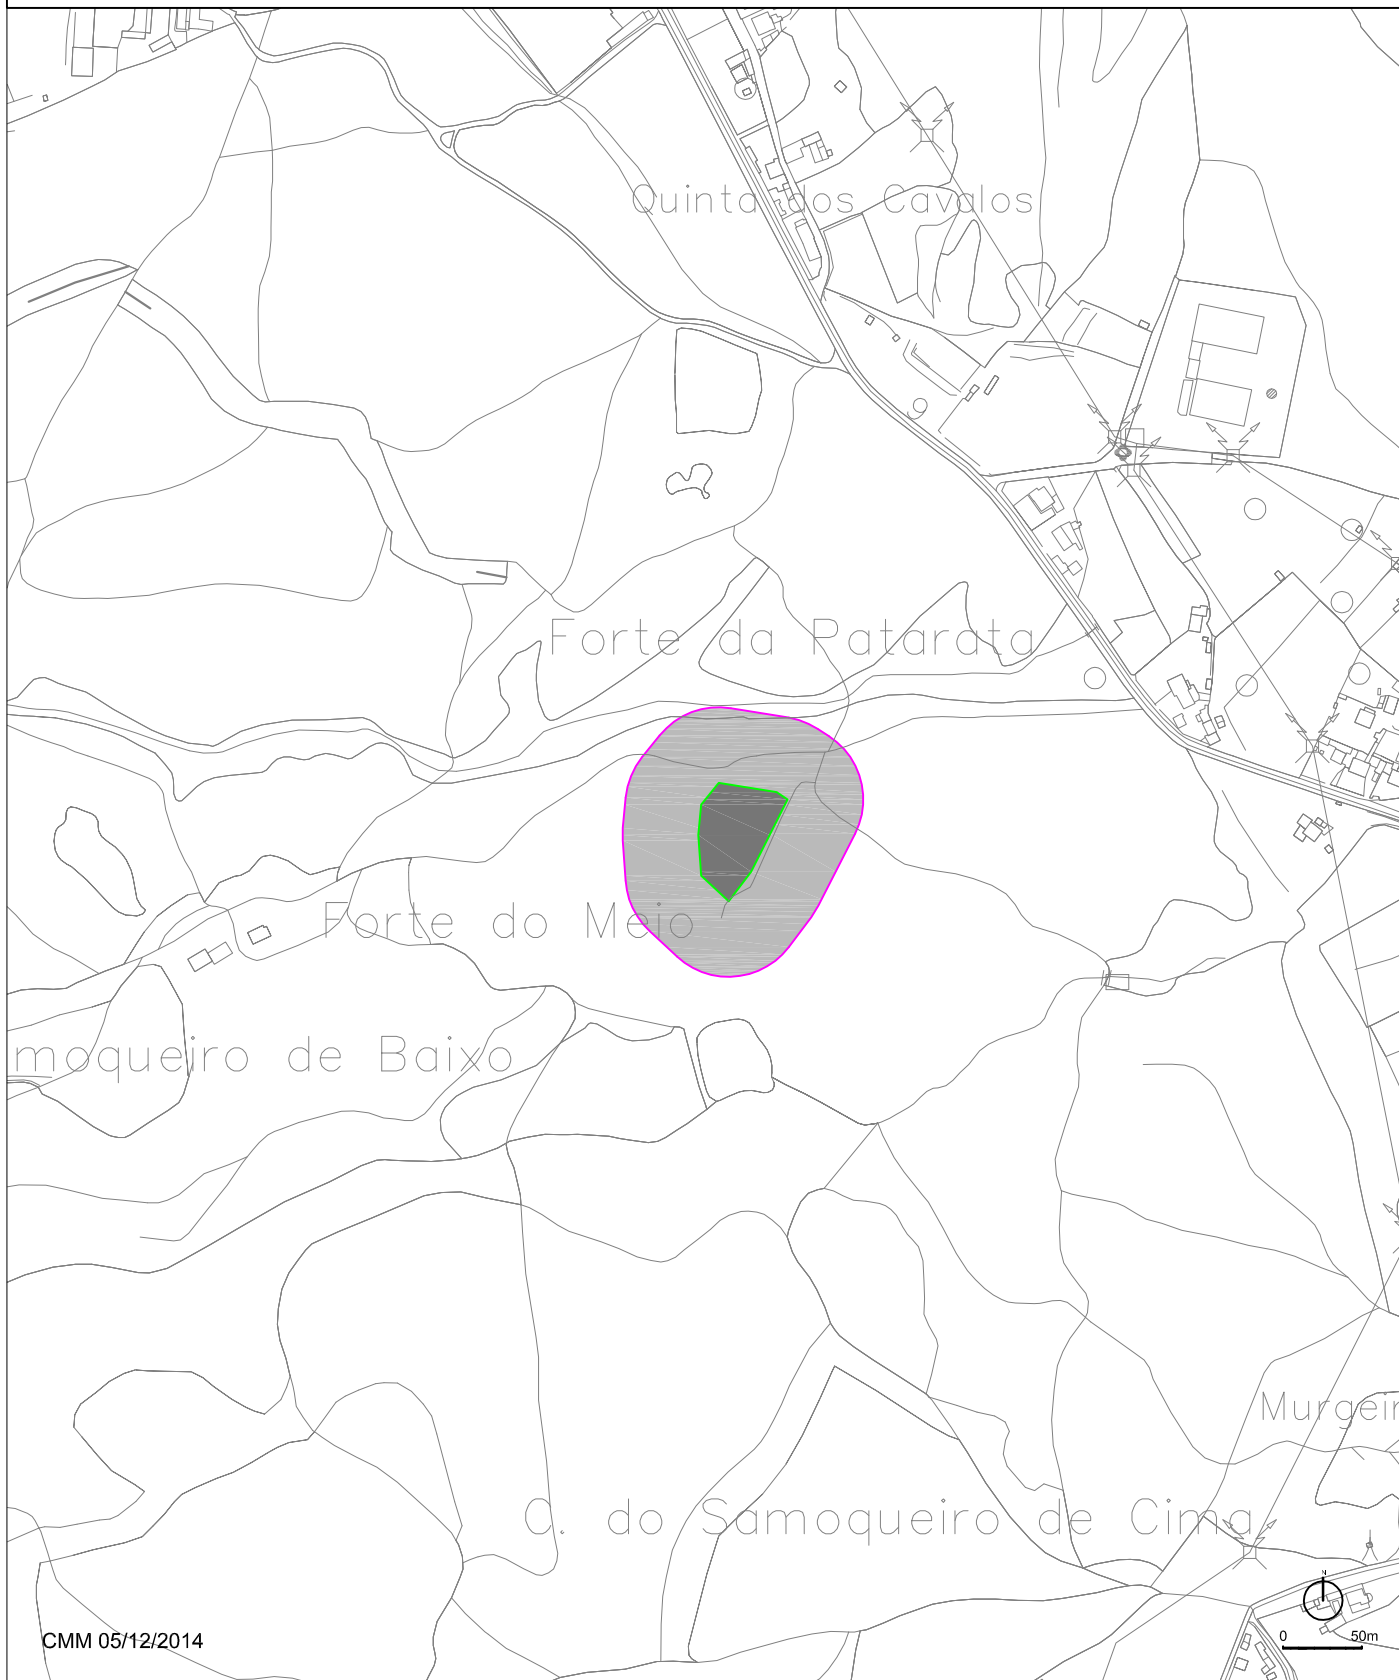 Quinta dos Cavalos
Forte da Patarata
Forte do Meio
moqueiro de Baixo
Murgeir
C. do Samoqueiro de Cima
N
CMM 05/12/2014
0 50m